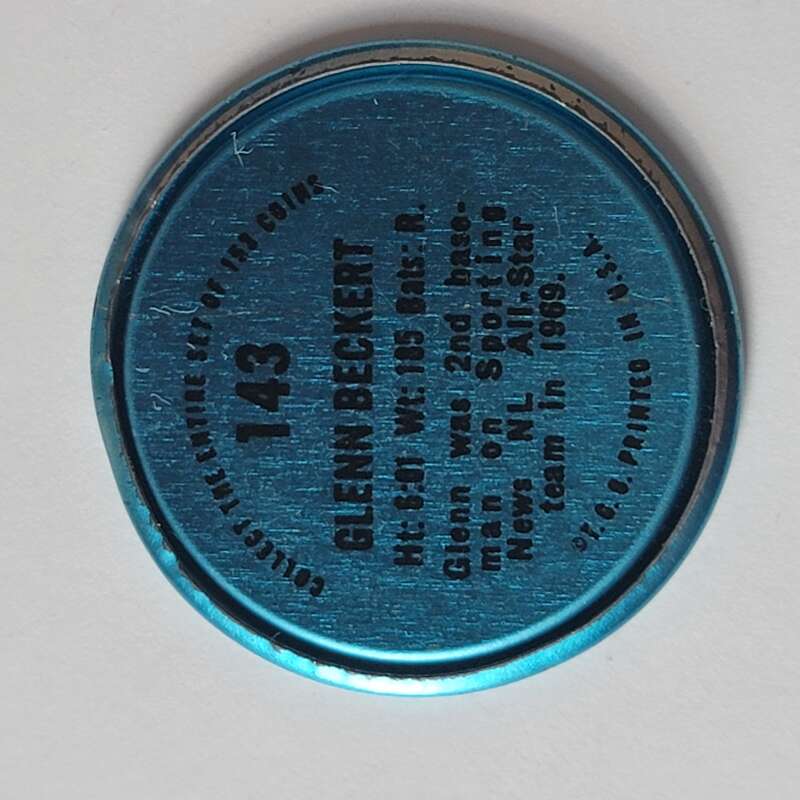 COLLECT THE ENTIRE SET OF 153 COINS
143
GLENN BECKERT
Ht: 6:01 Wt: 185 Bats: R.
Glenn was 2nd base-
man on Sporting
News NL All-Star
team in 1969.
©T.C.G. PRINTED IN U.S.A.